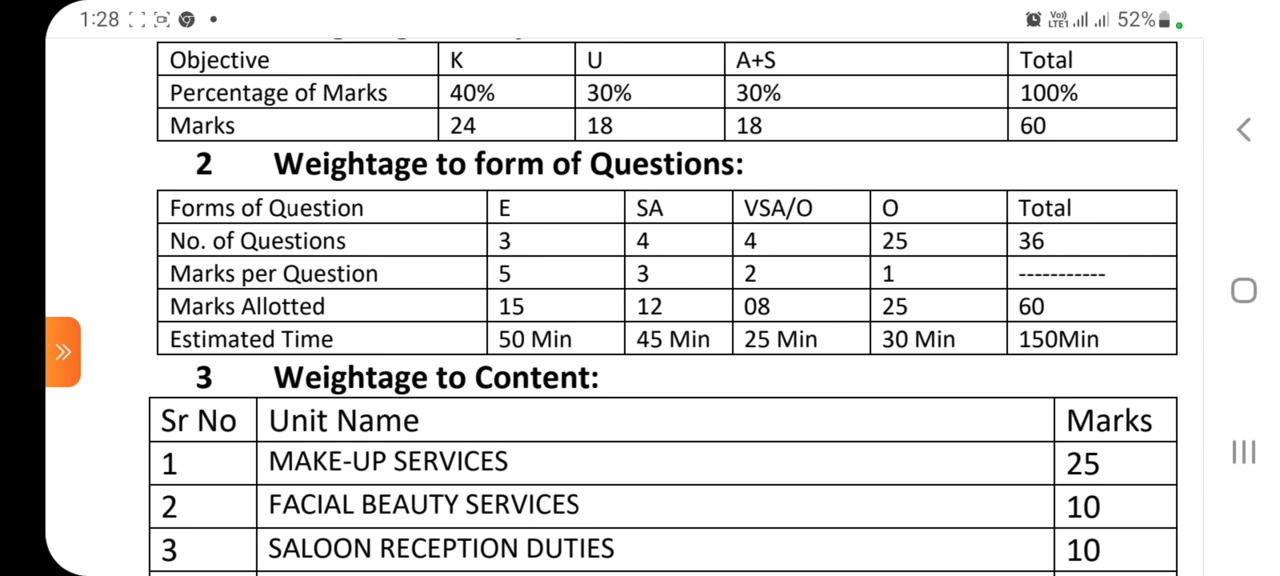 1:28 52%
Objective K U A+S Total
Percentage of Marks 40% 30% 30% 100%
Marks 24 18 18 60
2 Weightage to form of Questions:
Forms of Question E SA VSA/O O Total
No. of Questions 3 4 4 25 36
Marks per Question 5 3 2 1 -----------
Marks Allotted 15 12 08 25 60
Estimated Time 50 Min 45 Min 25 Min 30 Min 150Min
3 Weightage to Content:
Sr No Unit Name Marks
1 MAKE-UP SERVICES 25
2 FACIAL BEAUTY SERVICES 10
3 SALOON RECEPTION DUTIES 10